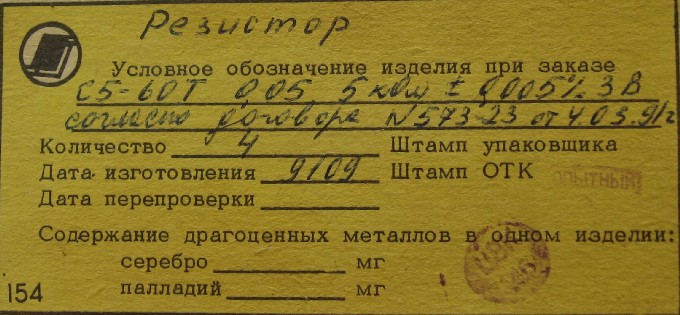 Резистор
Условное обозначение изделия при заказе
С5-60Т 0,05 5 кОм ± 0,005% 3 В
согласно договора N 573-23 от 4.03.91г
Количество 4 Штамп упаковщика
Дата изготовления 9109 Штамп ОТК
ОПЫТНЫЙ
Дата перепроверки
Содержание драгоценных металлов в одном изделии:
серебро мг
палладий мг
154